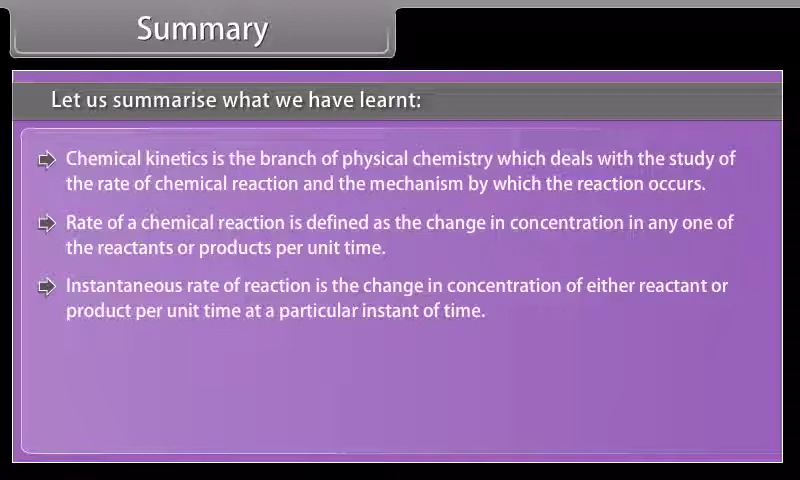 Summary
Let us summarise what we have learnt:
Chemical kinetics is the branch of physical chemistry which deals with the study of
the rate of chemical reaction and the mechanism by which the reaction occurs.
Rate of a chemical reaction is defined as the change in concentration in any one of
the reactants or products per unit time.
Instantaneous rate of reaction is the change in concentration of either reactant or
product per unit time at a particular instant of time.